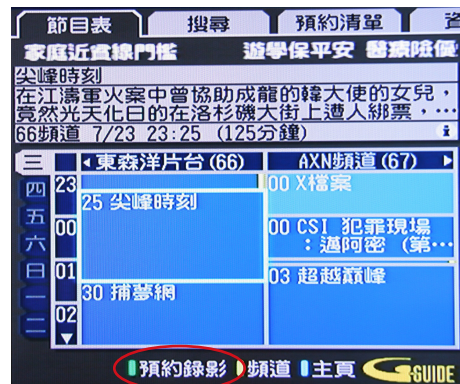 節目表 搜尋 預約清單
家庭近貧線門檻 遊學保平安 醫療險優
尖峰時刻
在江濤軍火案中曾協助成龍的韓大使的女兒，
竟然光天化日的在洛杉磯大街上遭人綁票，…
66頻道 7/23 23:25 (125分鐘) i
三 東森洋片台(66) AXN頻道(67)
四 23 00 X檔案
25 尖峰時刻
五 00 00 CSI 犯罪現場
六 ：邁阿密 (第…
日 01 03 超越巔峰
一 30 捕夢網
二 02
預約錄影 頻道 主頁 G-GUIDE